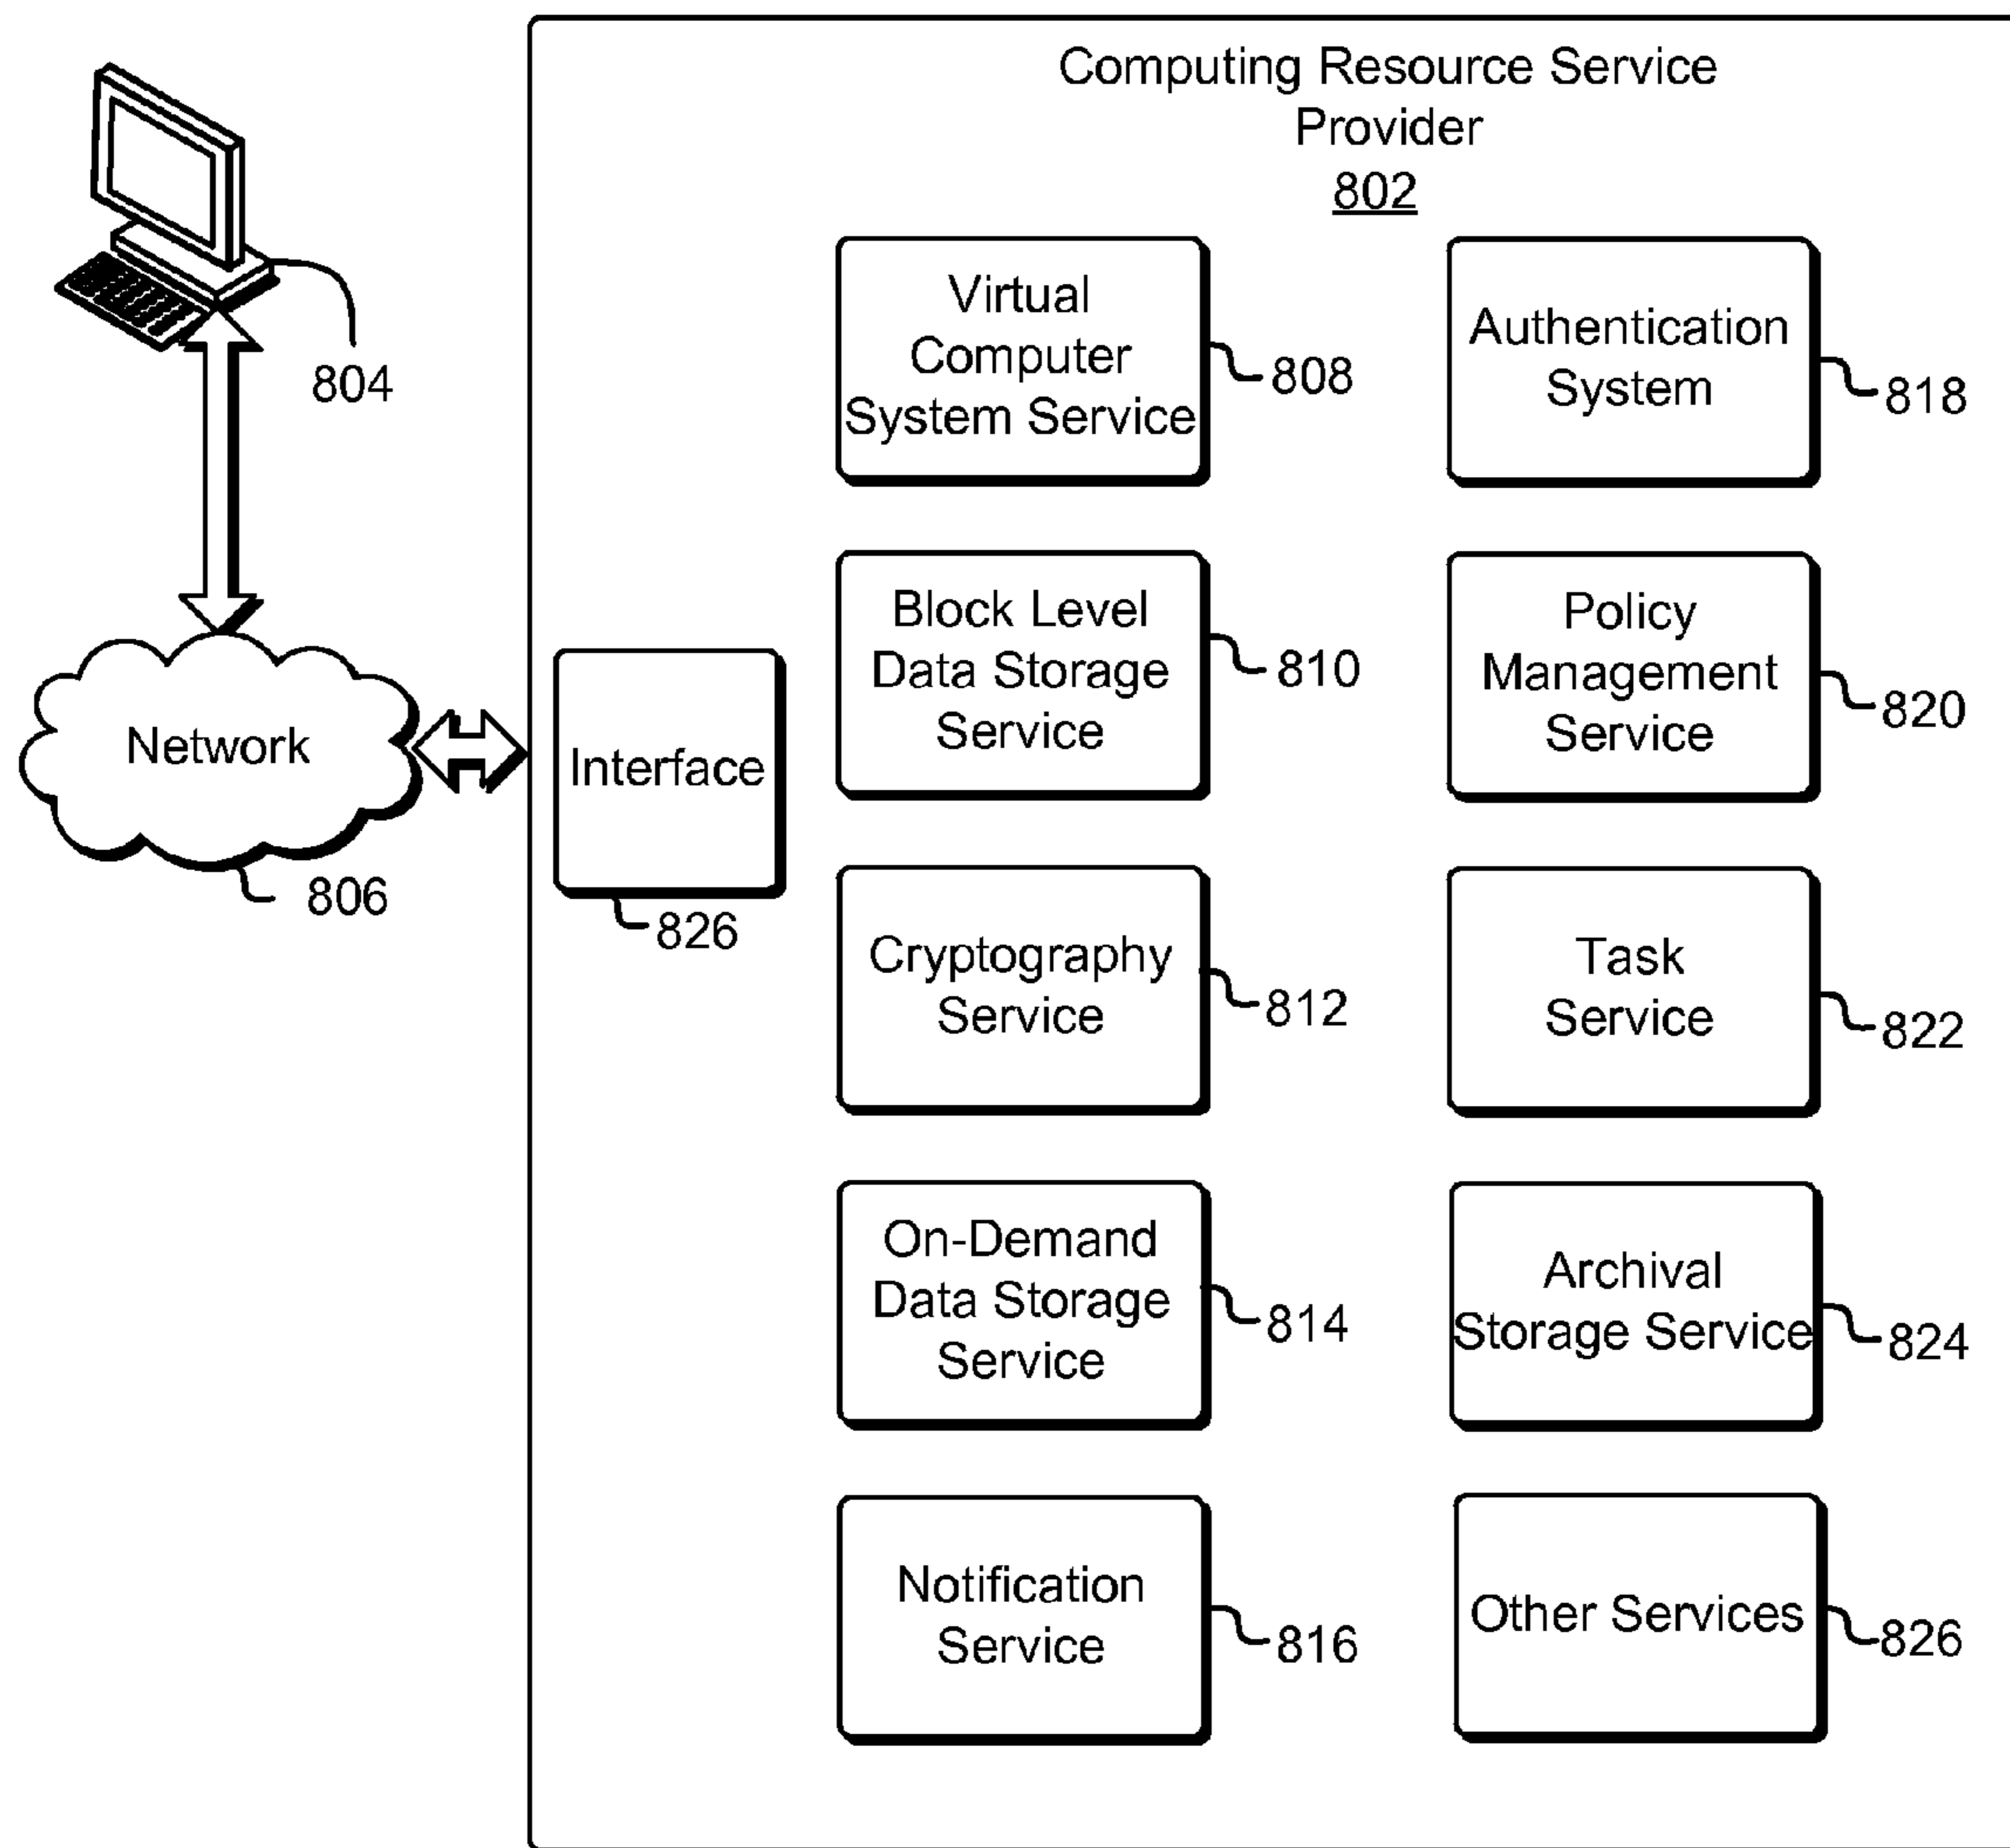 Computing Resource Service
Provider
802
804
Network
806
Interface
826
Virtual
Computer
System Service
808
Authentication
System
818
Block Level
Data Storage
Service
810
Policy
Management
Service
820
Cryptography
Service
812
Task
Service
822
On-Demand
Data Storage
Service
814
Archival
Storage Service
824
Notification
Service
816
Other Services
826